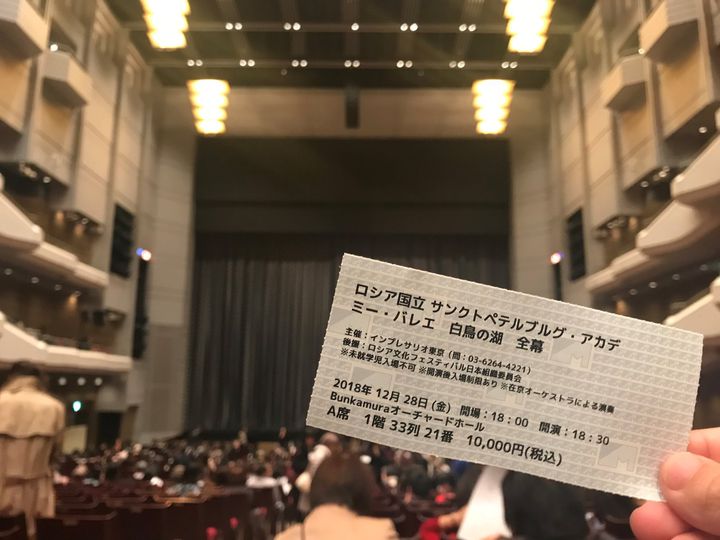 ロシア国立 サンクトペテルブルグ・アカデ
ミー・バレエ 白鳥の湖 全幕
主催：インプレサリオ東京（問：03-6264-4221）
後援：ロシア文化フェスティバル日本組織委員会
※未就学児入場不可 ※開演後入場制限あり ※在京オーケストラによる演奏
2018年 12月 28日(金) 開場：18：00 開演：18：30
Bunkamuraオーチャードホール
A席 1階 33列 21番 10,000円(税込)